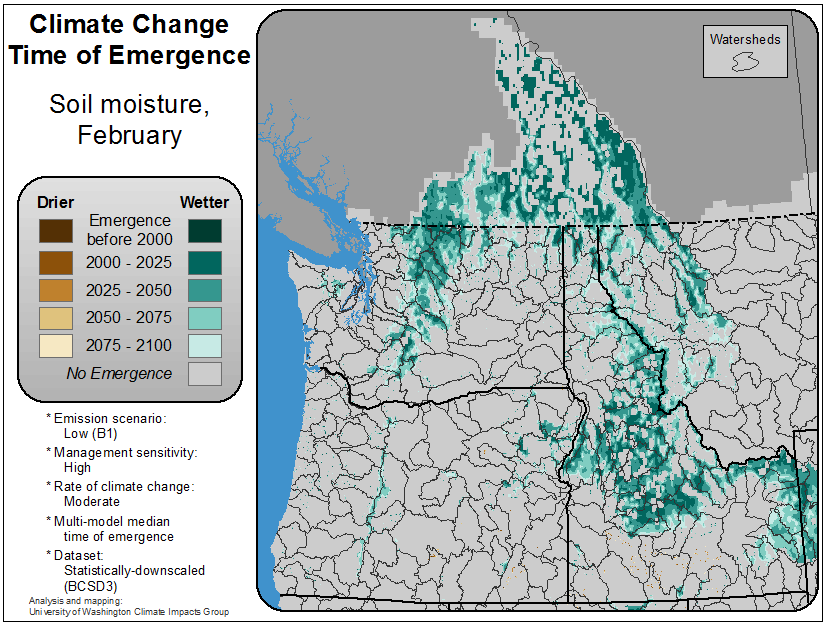 Climate Change
Time of Emergence
Soil moisture,
February
Drier Wetter
Emergence
before 2000
2000 - 2025
2025 - 2050
2050 - 2075
2075 - 2100
No Emergence
* Emission scenario:
Low (B1)
* Management sensitivity:
High
* Rate of climate change:
Moderate
* Multi-model median
time of emergence
* Dataset:
Statistically-downscaled
(BCSD3)
Analysis and mapping:
University of Washington Climate Impacts Group
Watersheds